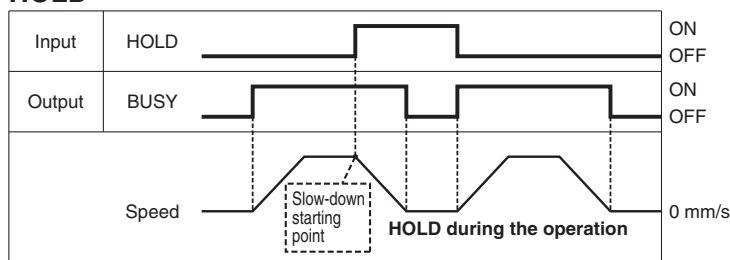 HOLD
Input HOLD ON
OFF
Output BUSY ON
OFF
Speed 0 mm/s
Slow-down
starting
point
HOLD during the operation